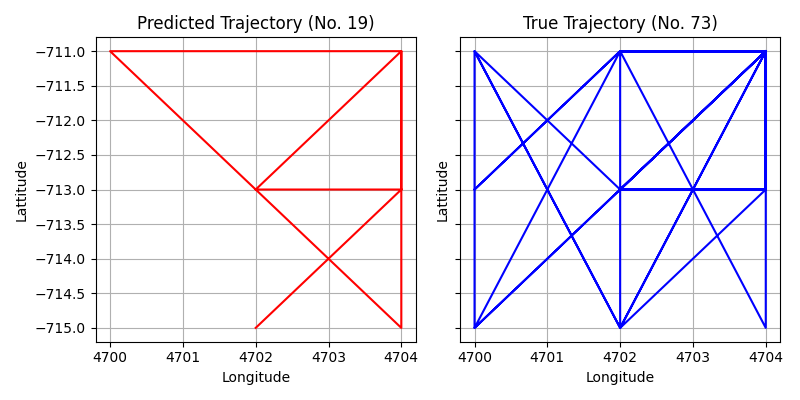 Predicted Trajectory (No. 19)
True Trajectory (No. 73)
−711.0
−711.5
−712.0
−712.5
−713.0
−713.5
−714.0
−714.5
−715.0
Lattitude
Lattitude
4700 4701 4702 4703 4704
4700 4701 4702 4703 4704
Longitude
Longitude